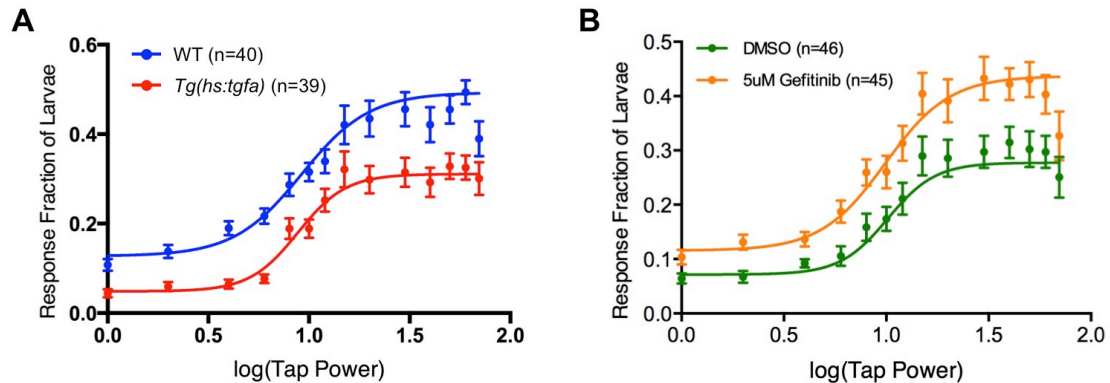 A
Response Fraction of Larvae
0.6
0.4
0.2
0.0
WT (n=40)
Tg(hs:tgfa) (n=39)
0.0 0.5 1.0 1.5 2.0
log(Tap Power)
B
Response Fraction of Larvae
0.5
0.4
0.3
0.2
0.1
0.0
DMSO (n=46)
5uM Gefitinib (n=45)
0.0 0.5 1.0 1.5 2.0
log(Tap Power)